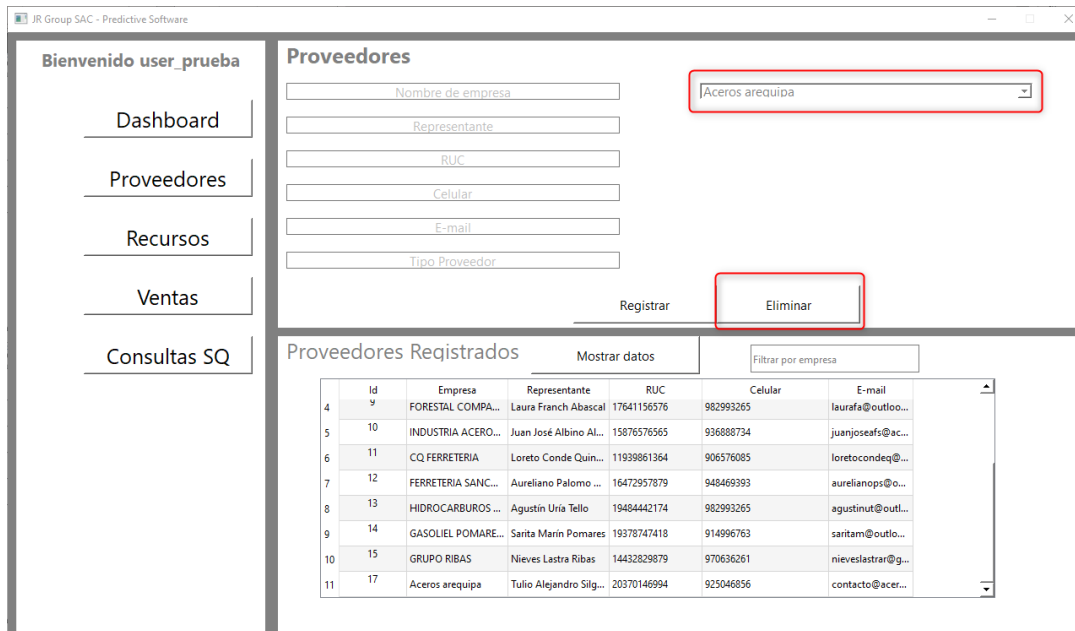 JR Group SAC - Predictive Software
Bienvenido user_prueba
Dashboard
Proveedores
Recursos
Ventas
Consultas SQ
Proveedores
Nombre de empresa
Representante
RUC
Celular
E-mail
Tipo Proveedor
Aceros arequipa
Registrar Eliminar
Proveedores Registrados Mostrar datos Filtrar por empresa
Id Empresa Representante RUC Celular E-mail
4 9 FORESTAL COMPA... Laura Franch Abascal 17641156576 982993265 laurafa@outloo...
5 10 INDUSTRIA ACERO... Juan José Albino Al... 15876576565 936888734 juanjoseafs@ac...
6 11 CQ FERRETERIA Loreto Conde Quin... 11939861364 906576085 loretocondeq@...
7 12 FERRETERIA SANC... Aureliano Palomo ... 16472957879 948469393 aurelianops@o...
8 13 HIDROCARBUROS ... Agustín Uría Tello 19484442174 982993265 agustinut@outl...
9 14 GASOLIEL POMARE... Sarita Marín Pomares 19378747418 914996763 saritam@outlo...
10 15 GRUPO RIBAS Nieves Lastra Ribas 14432829879 970636261 nieveslastrar@g...
11 17 Aceros arequipa Tulio Alejandro Silg... 20370146994 925046856 contacto@acer...